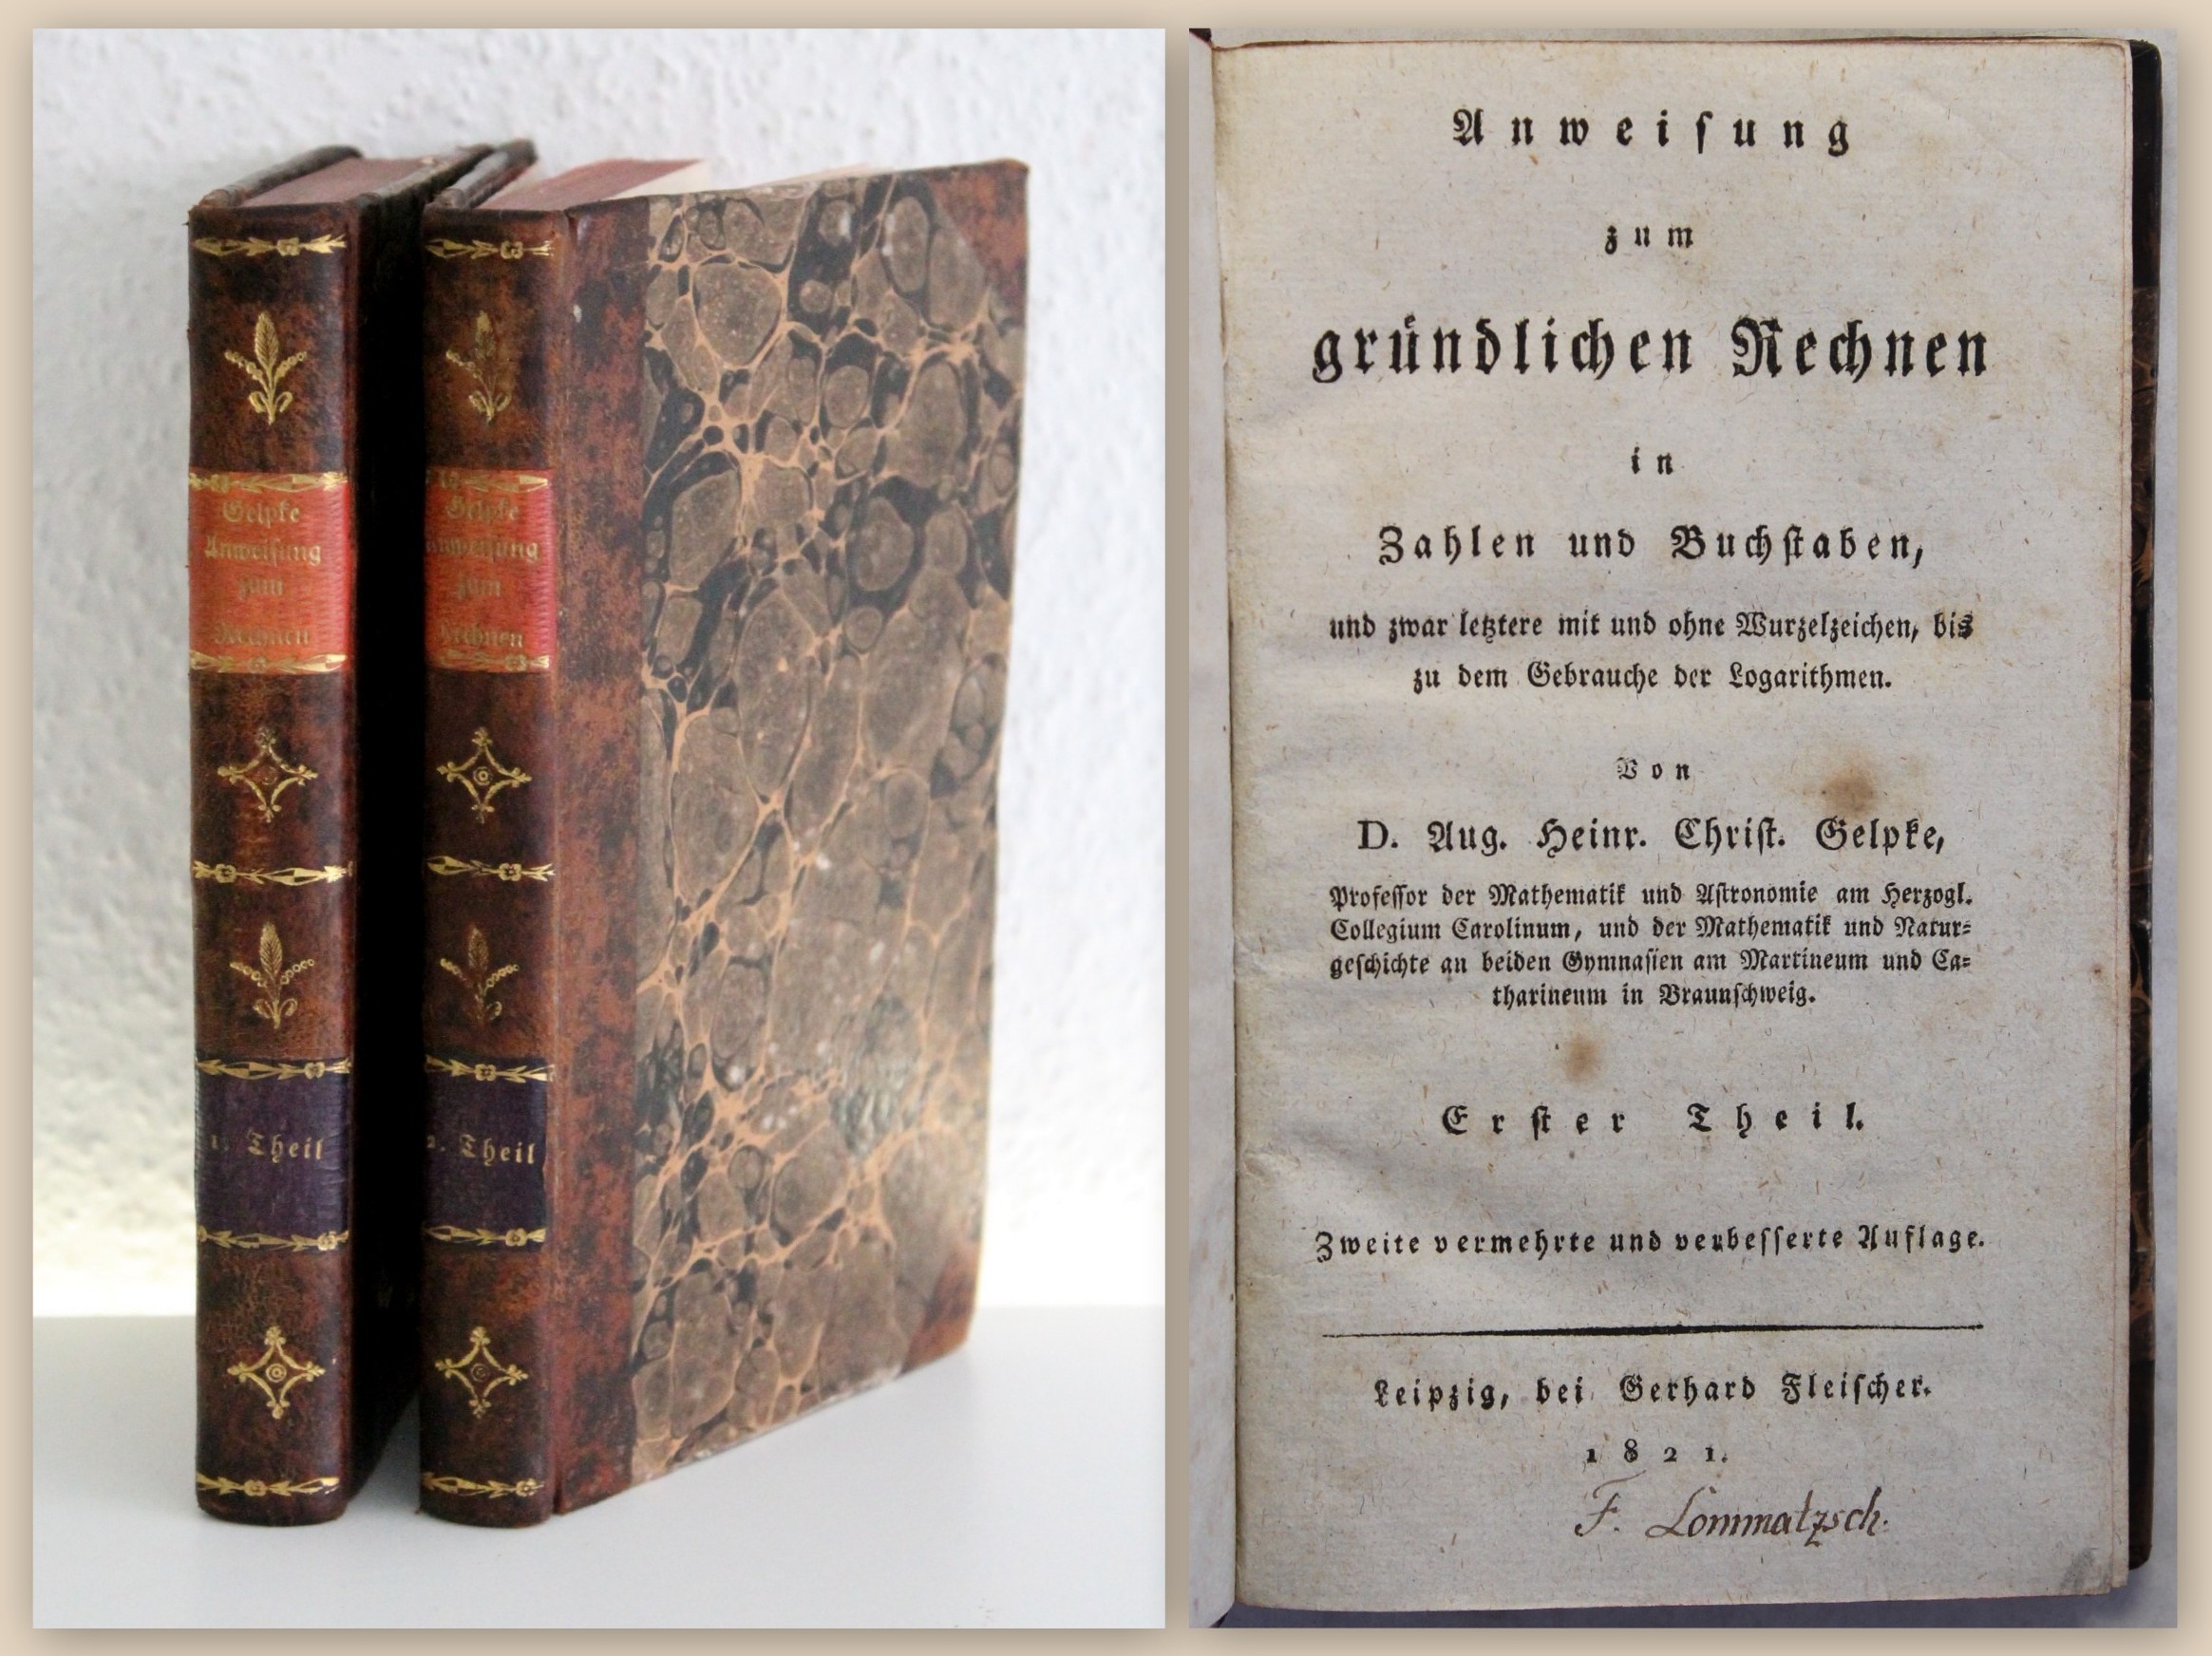 Gelpke
Anweisung
zum
Rechnen
1. Theil
Gelpke
Anweisung
zum
Rechnen
2. Theil
Anweiſung
zum
gründlichen Rechnen
in
Zahlen und Buchſtaben,
und zwar letztere mit und ohne Wurzelzeichen, bis
zu dem Gebrauche der Logarithmen.
Von
D. Aug. Heinr. Chriſt. Gelpke,
Profeſſor der Mathematik und Aſtronomie am Herzogl.
Collegium Carolinum, und der Mathematik und Natur-
geſchichte an beiden Gymnaſien am Martineum und Ca-
tharineum in Braunſchweig.
Erſter Theil.
Zweite vermehrte und verbeſſerte Auflage.
Leipzig, bei Gerhard Fleiſcher.
1821.
F. Lommatzsch.